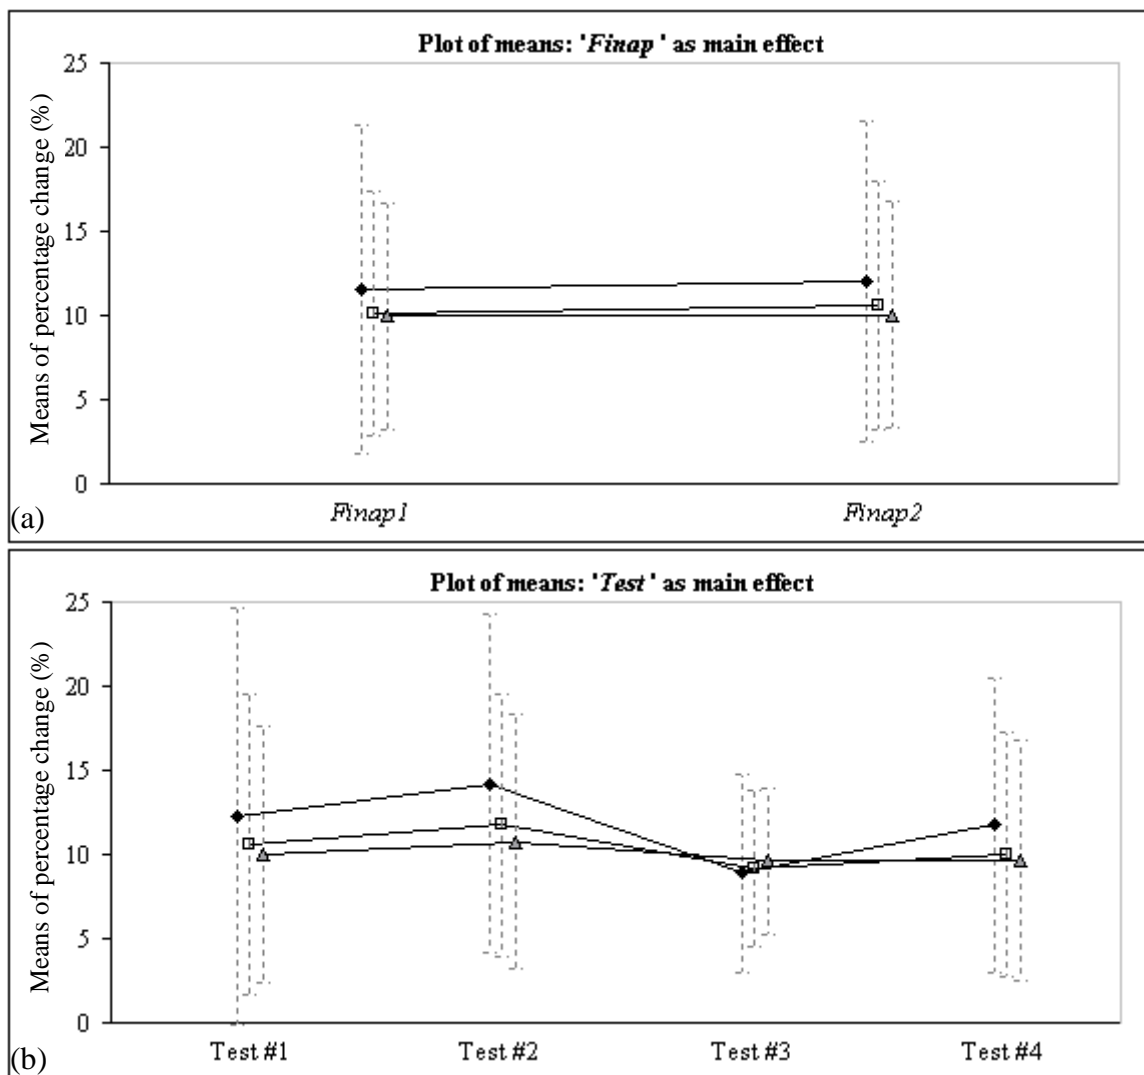 Plot of means: 'Finap ' as main effect
Means of percentage change (%)
25
20
15
10
5
0
Finap1 Finap2
(a)
Plot of means: 'Test ' as main effect
Means of percentage change (%)
25
20
15
10
5
0
Test #1 Test #2 Test #3 Test #4
(b)